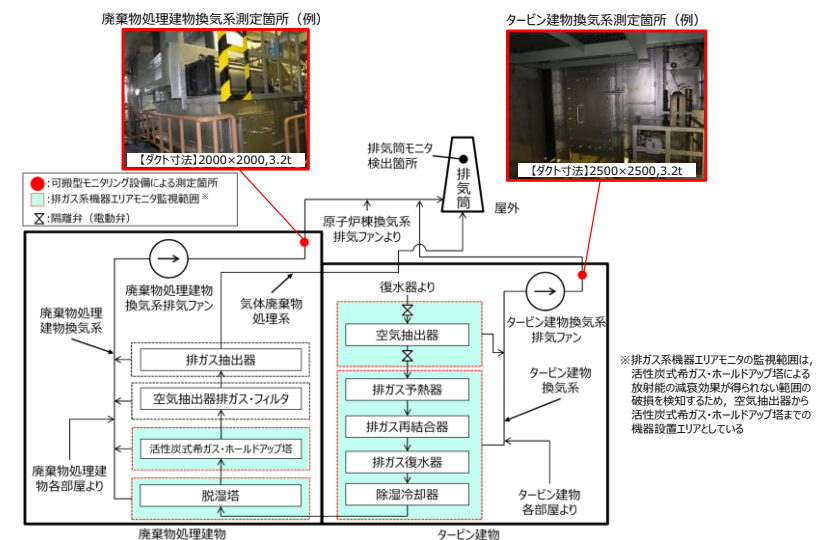 廃棄物処理建物換気系測定箇所（例）
タービン建物換気系測定箇所（例）
【ダクト寸法】2000×2000,3.2t
【ダクト寸法】2500×2500,3.2t
:可搬型モニタリング設備による測定箇所
:排ガス系機器エリアモニタ監視範囲※
:隔離弁（電動弁）
排気筒モニタ
検出箇所
排気筒
屋外
原子炉棟換気系
排気ファンより
廃棄物処理建物
換気系排気ファン
気体廃棄物
処理系
廃棄物処理
建物換気系
排ガス抽出器
空気抽出器排ガス・フィルタ
活性炭式希ガス・ホールドアップ塔
脱湿塔
廃棄物処理建
物各部屋より
廃棄物処理建物
復水器より
空気抽出器
排ガス予熱器
排ガス再結合器
排ガス復水器
除湿冷却器
タービン建物換気系
排気ファン
タービン建物
換気系
タービン建物
各部屋より
タービン建物
※排ガス系機器エリアモニタの監視範囲は，
活性炭式希ガス・ホールドアップ塔による
放射能の減衰効果が得られない範囲の
破損を検知するため，空気抽出器から
活性炭式希ガス・ホールドアップ塔までの
機器設置エリアとしている